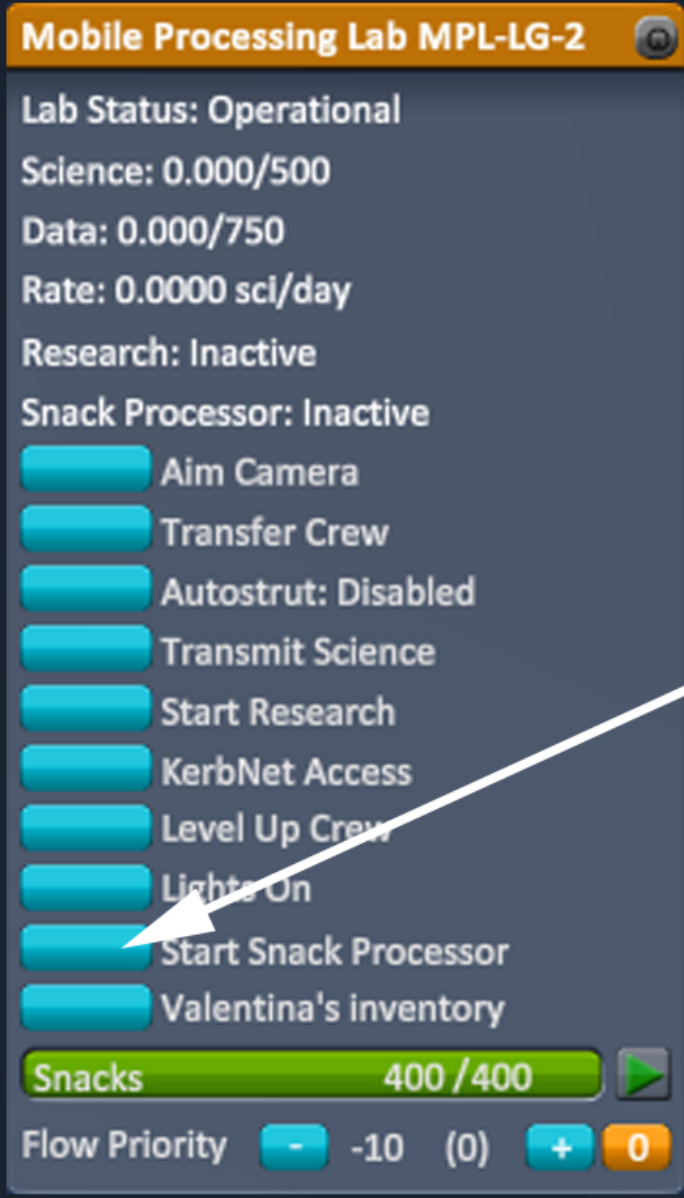 Mobile Processing Lab MPL-LG-2
Lab Status: Operational
Science: 0.000/500
Data: 0.000/750
Rate: 0.0000 sci/day
Research: Inactive
Snack Processor: Inactive
Aim Camera
Transfer Crew
Autostrut: Disabled
Transmit Science
Start Research
KerbNet Access
Level Up Crew
Lights On
Start Snack Processor
Valentina's inventory
Snacks 400 / 400
Flow Priority - -10 (0) + 0